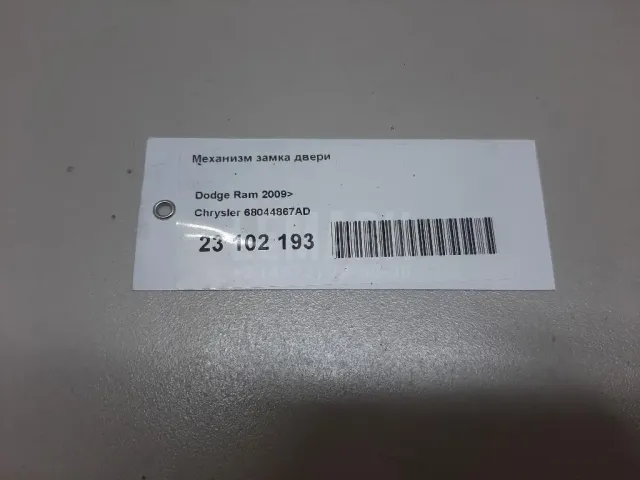 Механизм замка двери
Dodge Ram 2009>
Chrysler 68044867AD
23 102 193